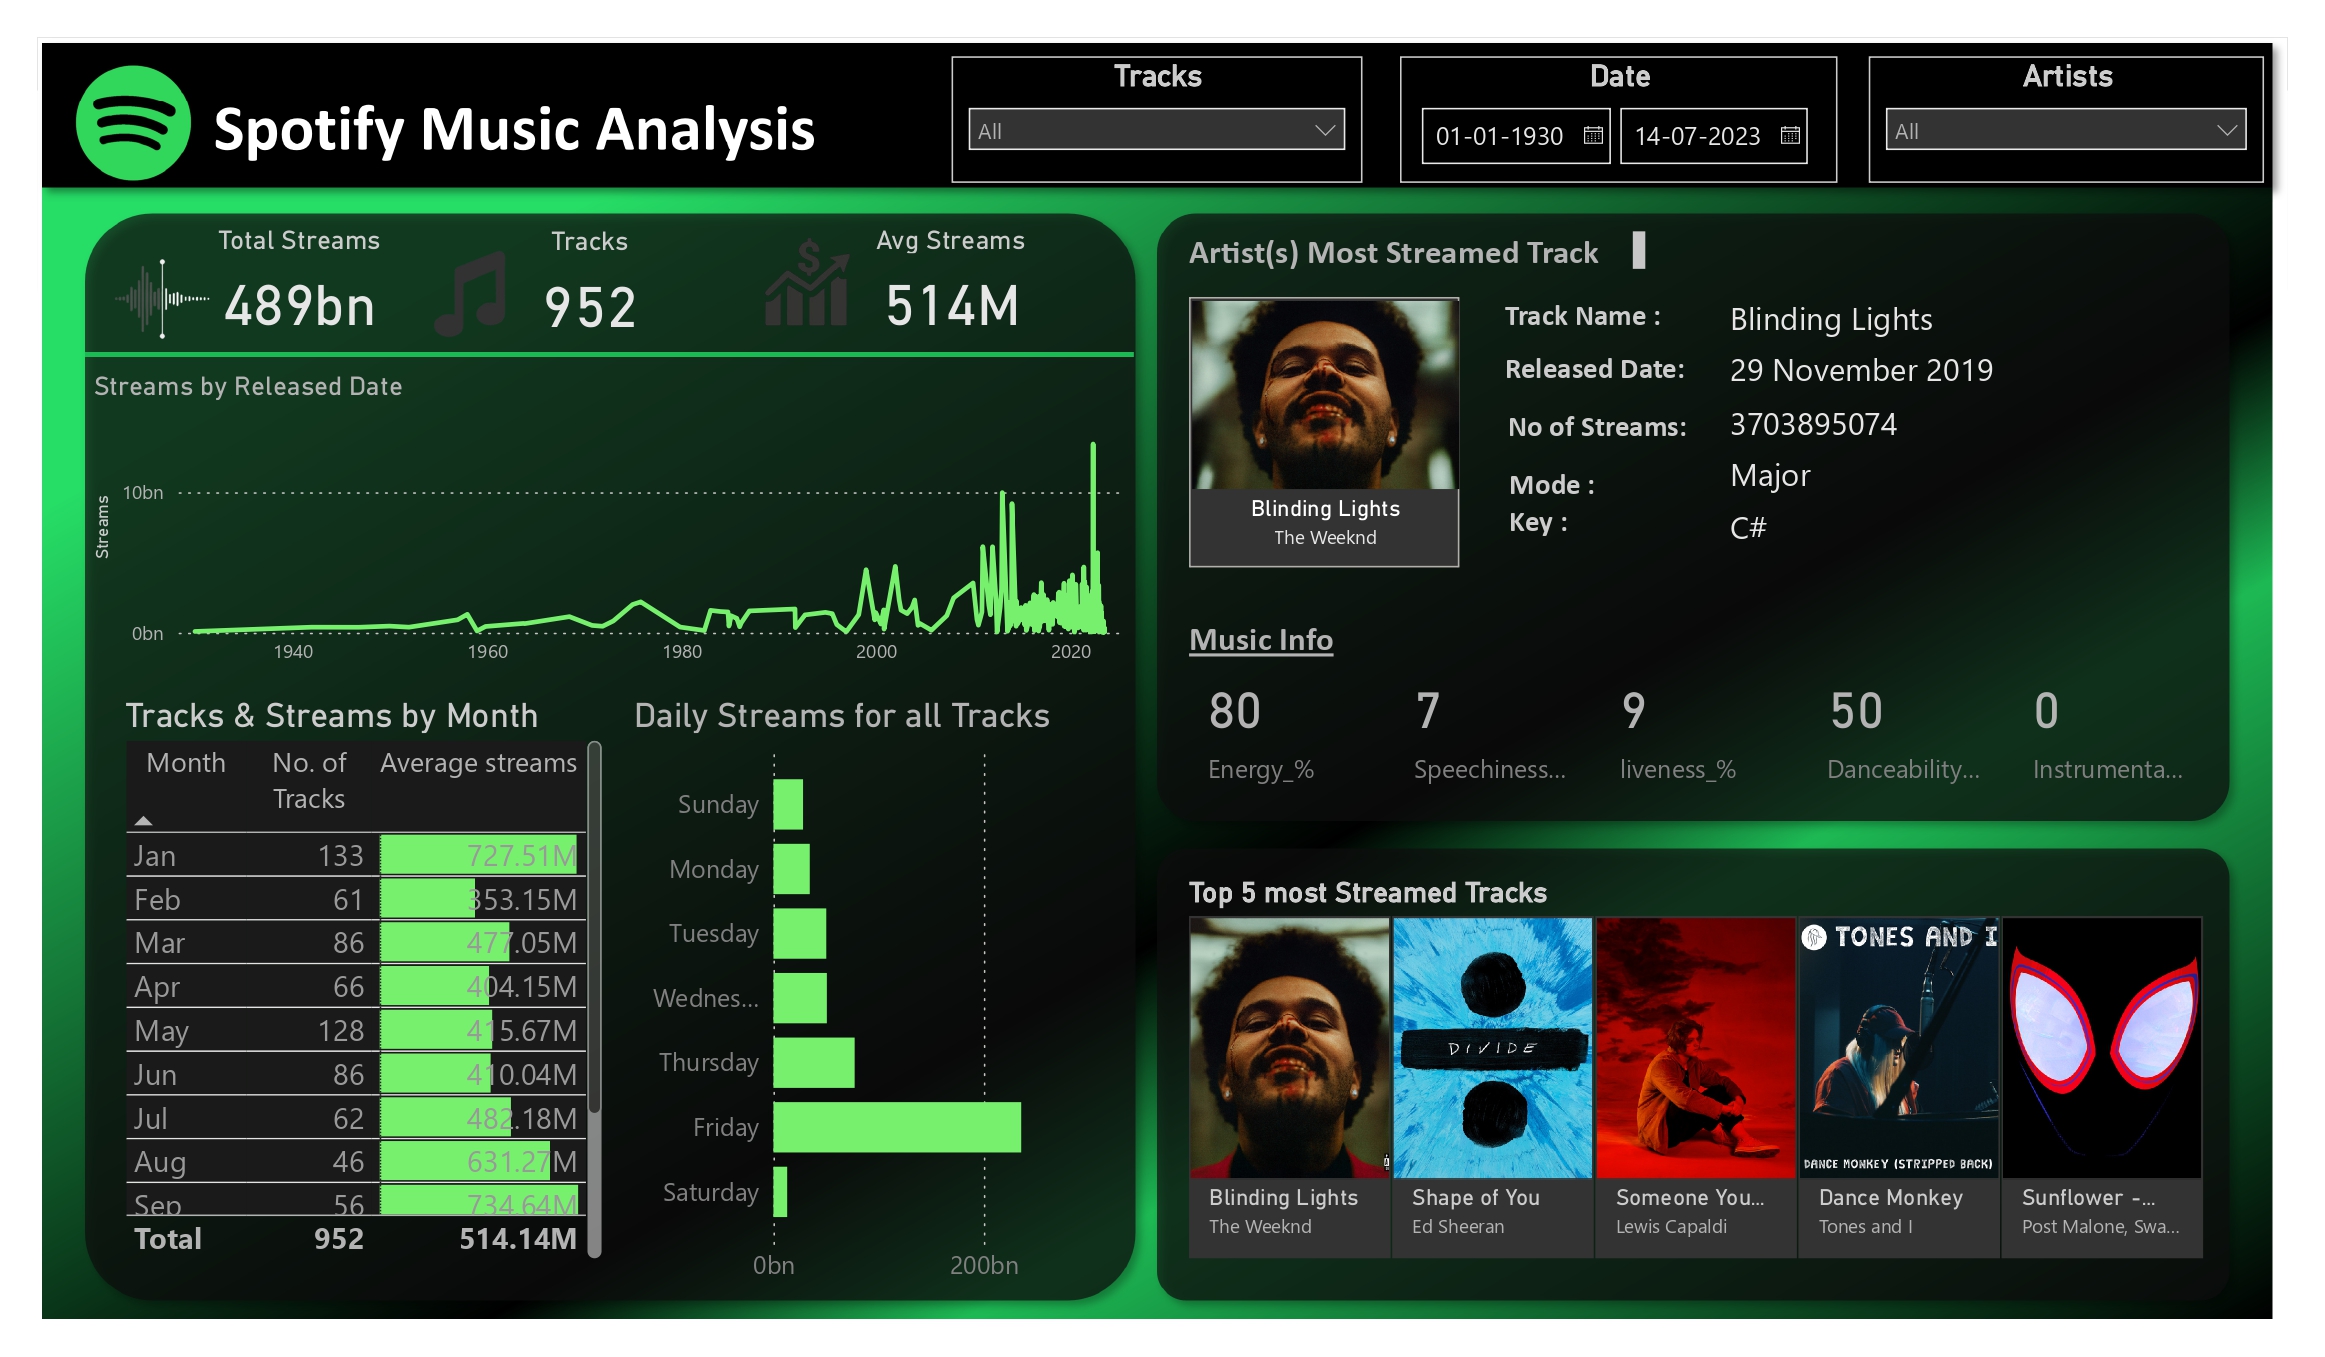 Spotify Music Analysis
Tracks
All
Date
01-01-1930
14-07-2023
Artists
All
Total Streams
489bn
Tracks
952
Avg Streams
514M
Streams by Released Date
Streams
10bn
0bn
1940
1960
1980
2000
2020
Tracks & Streams by Month
Month No. of Average streams
Tracks
Jan 133 727.51M
Feb 61 353.15M
Mar 86 477.05M
Apr 66 404.15M
May 128 415.67M
Jun 86 410.04M
Jul 62 482.18M
Aug 46 631.27M
Sep 56 734.64M
Total 952 514.14M
Daily Streams for all Tracks
Sunday
Monday
Tuesday
Wednes...
Thursday
Friday
Saturday
0bn
200bn
Artist(s) Most Streamed Track
Blinding Lights
The Weeknd
Track Name : Blinding Lights
Released Date: 29 November 2019
No of Streams: 3703895074
Mode : Major
Key : C#
Music Info
80
Energy_%
7
Speechiness...
9
liveness_%
50
Danceability...
0
Instrumenta...
Top 5 most Streamed Tracks
Blinding Lights
The Weeknd
DIVIDE
Shape of You
Ed Sheeran
Someone You...
Lewis Capaldi
TONES AND I
DANCE MONKEY (STRIPPED BACK)
Dance Monkey
Tones and I
Sunflower -...
Post Malone, Swa...